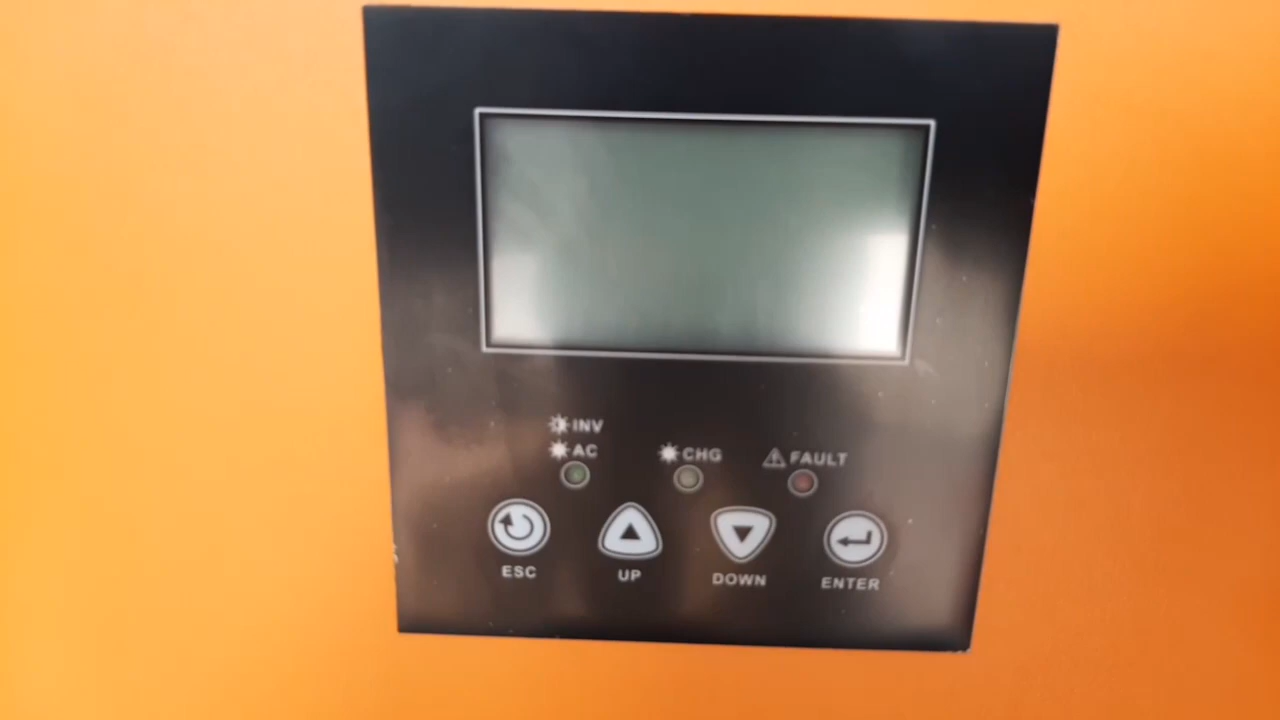 INV
AC
CHG
FAULT
ESC
UP
DOWN
ENTER